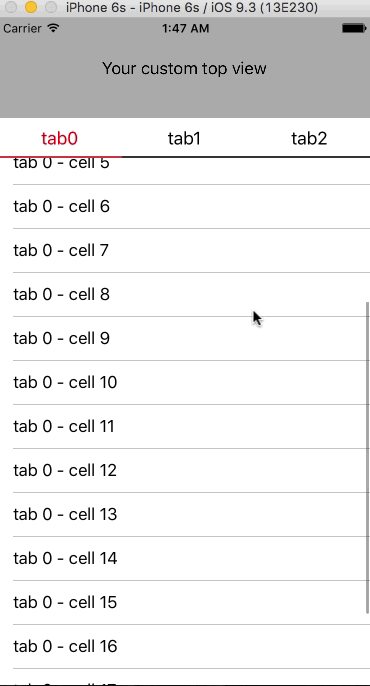 iPhone 6s - iPhone 6s / iOS 9.3 (13E230)
Carrier 1:47 AM
Your custom top view
tab0 tab1 tab2
tab 0 - cell 5
tab 0 - cell 6
tab 0 - cell 7
tab 0 - cell 8
tab 0 - cell 9
tab 0 - cell 10
tab 0 - cell 11
tab 0 - cell 12
tab 0 - cell 13
tab 0 - cell 14
tab 0 - cell 15
tab 0 - cell 16